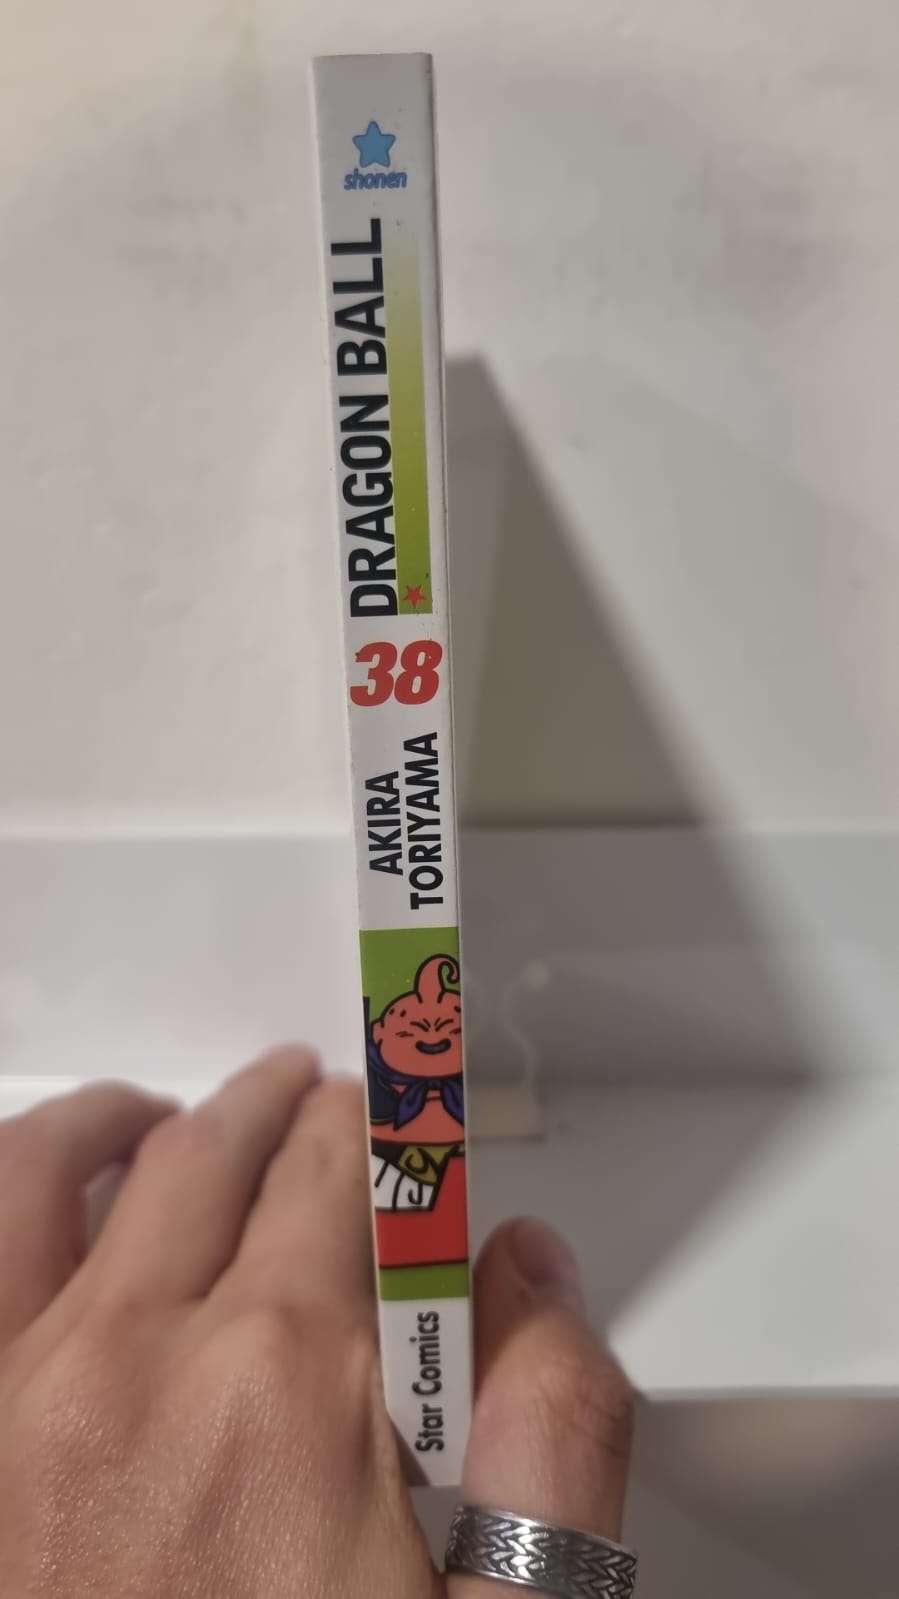 shonen
DRAGON BALL
38
AKIRA
TORIYAMA
Star Comics